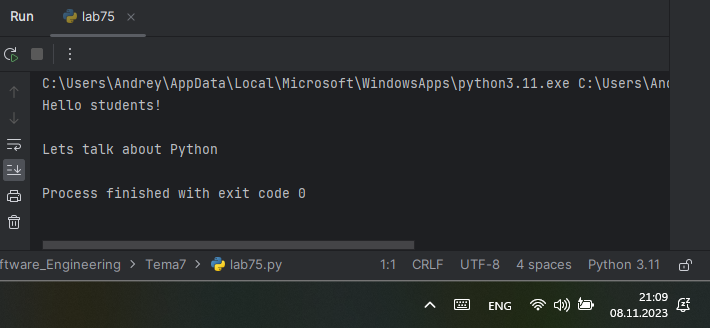 Run lab75
C:\Users\Andrey\AppData\Local\Microsoft\WindowsApps\python3.11.exe C:\Users\And
Hello students!
Lets talk about Python
Process finished with exit code 0
ftware_Engineering > Tema7 > lab75.py 1:1 CRLF UTF-8 4 spaces Python 3.11
ENG 21:09
08.11.2023